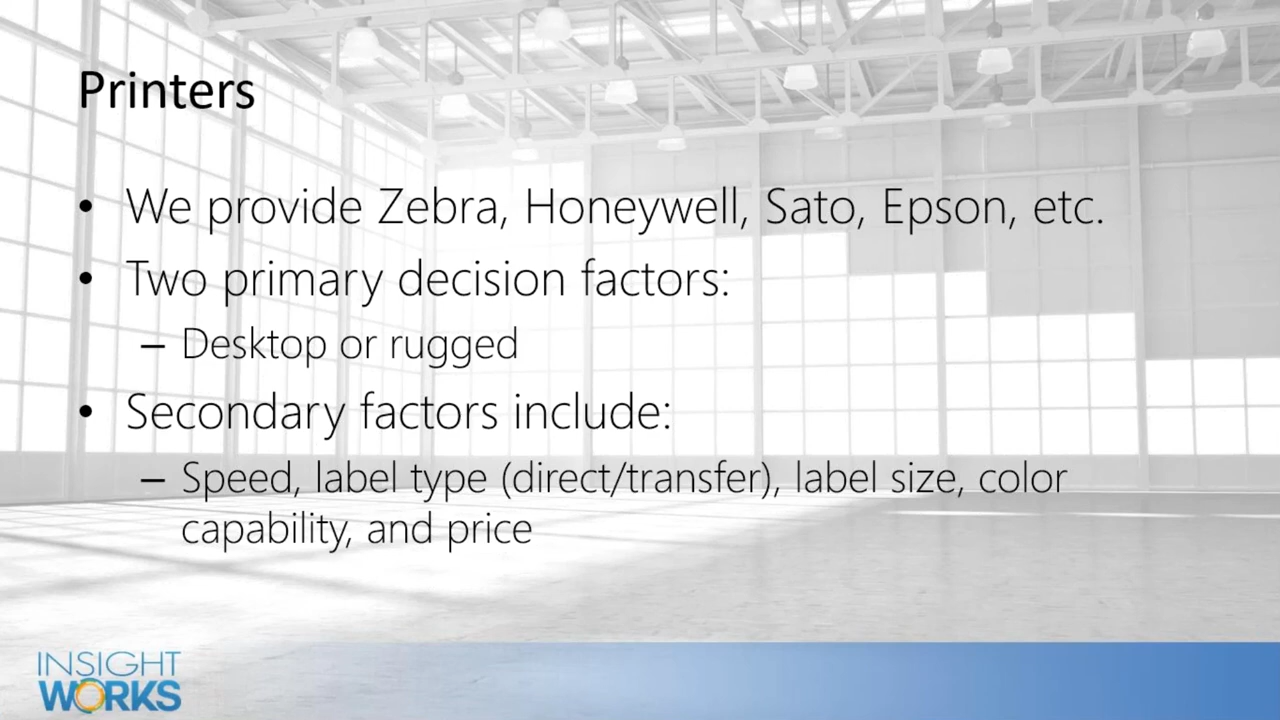 Printers
• We provide Zebra, Honeywell, Sato, Epson, etc.
• Two primary decision factors:
– Desktop or rugged
• Secondary factors include:
– Speed, label type (direct/transfer), label size, color
capability, and price
INSIGHT
WORKS